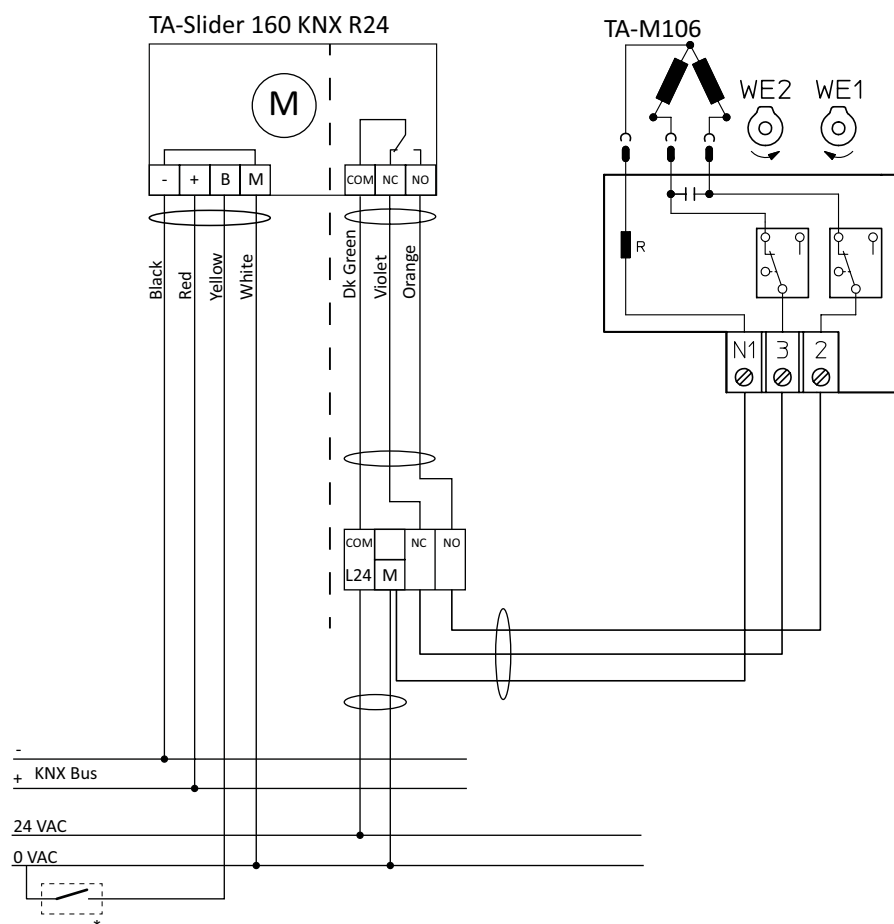 TA-Slider 160 KNX R24
TA-M106
M
WE2 WE1
- + B M
COM NC NO
R
Black
Red
Yellow
White
Dk Green
Violet
Orange
N1 3 2
COM NC NO
L24 M
-
+ KNX Bus
24 VAC
0 VAC
*